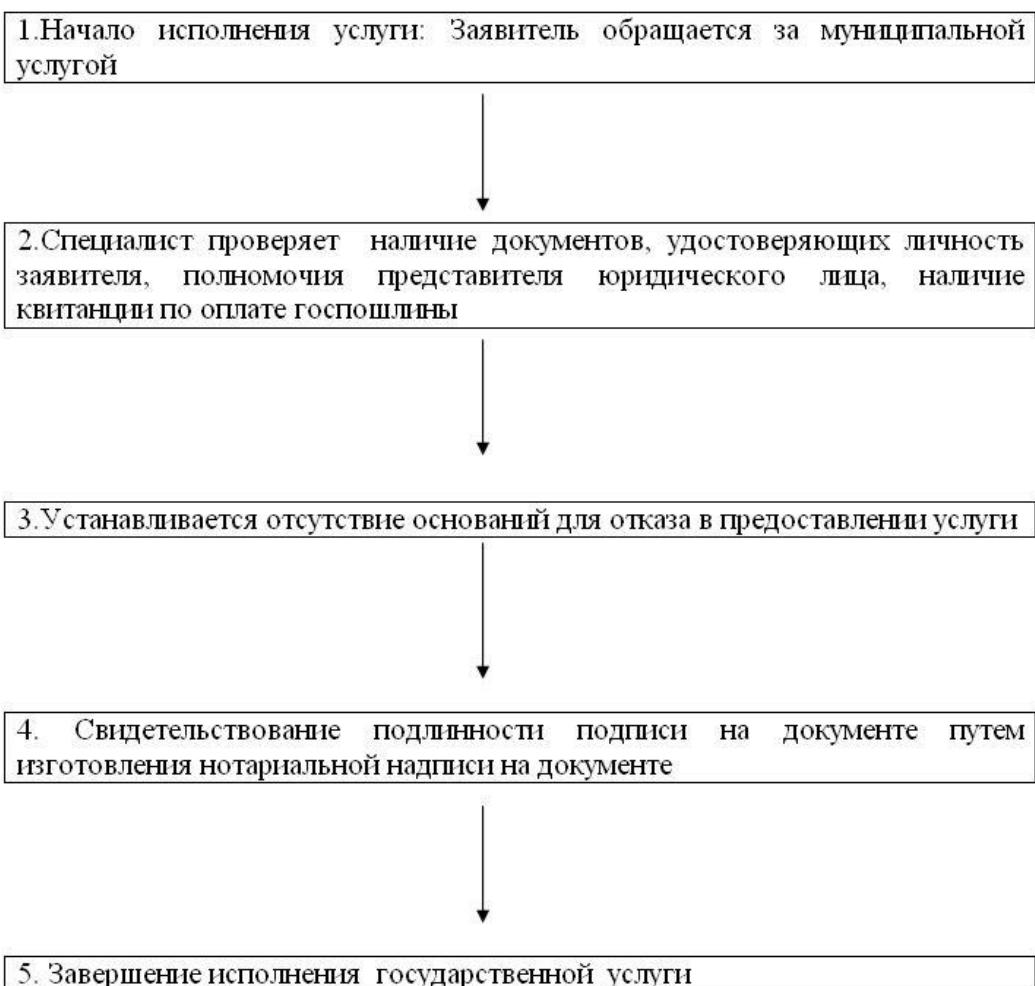 1.Начало исполнения услуги: Заявитель обращается за муниципальной
услугой
2.Специалист проверяет наличие документов, удостоверяющих личность
заявителя, полномочия представителя юридического лица, наличие
квитанции по оплате госпошлины
3.Устанавливается отсутствие оснований для отказа в предоставлении услуги
4. Свидетельствование подлинности подписи на документе путем
изготовления нотариальной надписи на документе
5. Завершение исполнения государственной услуги